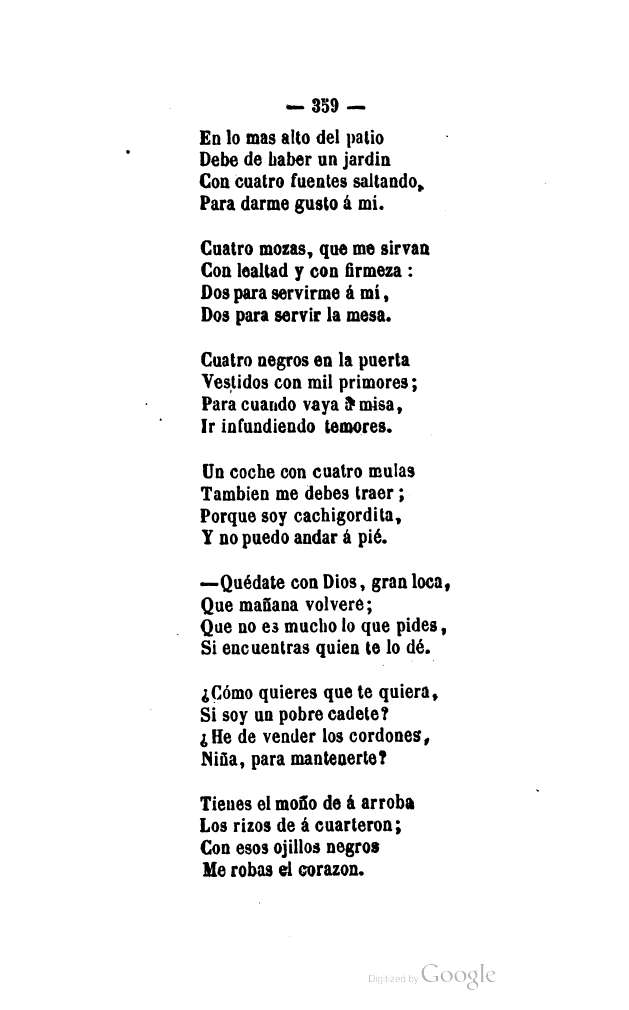 — 359 —
En lo mas alto del patio
Debe de haber un jardin
Con cuatro fuentes saltando,
Para darme gusto á mi.
Cuatro mozas, que me sirvan
Con lealtad y con firmeza :
Dos para servirme á mí,
Dos para servir la mesa.
Cuatro negros en la puerta
Vestidos con mil primores;
Para cuando vaya á misa,
Ir infundiendo temores.
Un coche con cuatro mulas
Tambien me debes traer ;
Porque soy cachigordita,
Y no puedo andar á pié.
—Quédate con Dios, gran loca,
Que mañana volveré;
Que no es mucho lo que pides,
Si encuentras quien te lo dé.
¿Cómo quieres que te quiera,
Si soy un pobre cadete?
¿He de vender los cordones,
Niña, para mantenerte?
Tienes el moño de á arroba
Los rizos de á cuarteron;
Con esos ojillos negros
Me robas el corazon.
Digitized by Google